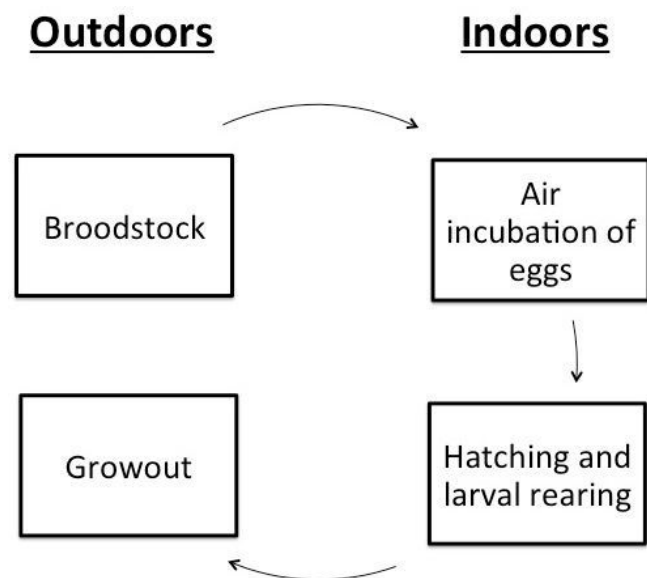 Outdoors
Indoors
Broodstock
Air
incubation of
eggs
Growout
Hatching and
larval rearing